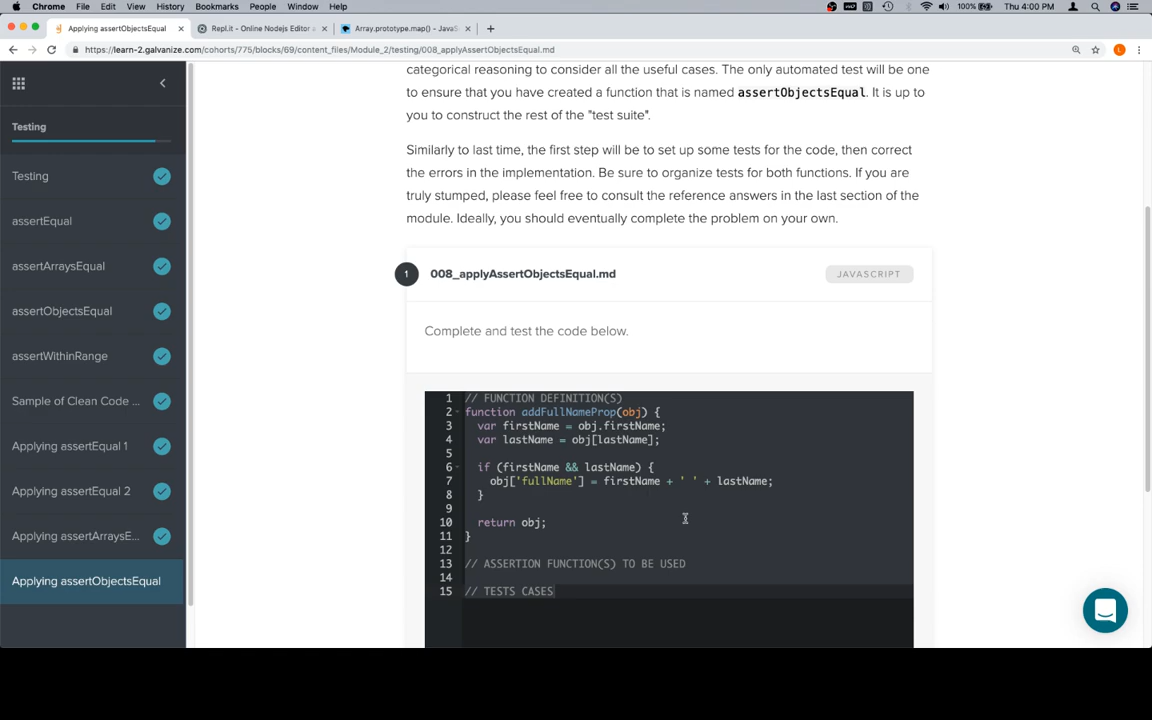 Chrome File Edit View History Bookmarks People Window Help
100% Thu 4:00 PM
Applying assertObjectsEqual
Repl.it - Online Nodejs Editor a
Array.prototype.map() - JavaS
https://learn-2.galvanize.com/cohorts/775/blocks/69/content_files/Module_2/testing/008_applyAssertObjectsEqual.md
Testing
Testing
assertEqual
assertArraysEqual
assertObjectsEqual
assertWithinRange
Sample of Clean Code ...
Applying assertEqual 1
Applying assertEqual 2
Applying assertArraysE...
Applying assertObjectsEqual
categorical reasoning to consider all the useful cases. The only automated test will be one
to ensure that you have created a function that is named assertObjectsEqual. It is up to
you to construct the rest of the "test suite".
Similarly to last time, the first step will be to set up some tests for the code, then correct
the errors in the implementation. Be sure to organize tests for both functions. If you are
truly stumped, please feel free to consult the reference answers in the last section of the
module. Ideally, you should eventually complete the problem on your own.
1 008_applyAssertObjectsEqual.md JAVASCRIPT
Complete and test the code below.
1 // FUNCTION DEFINITION(S)
2 function addFullNameProp(obj) {
3 var firstName = obj.firstName;
4 var lastName = obj[lastName];
5
6 if (firstName && lastName) {
7 obj['fullName'] = firstName + ' ' + lastName;
8 }
9
10 return obj;
11 }
12
13 // ASSERTION FUNCTION(S) TO BE USED
14
15 // TESTS CASES